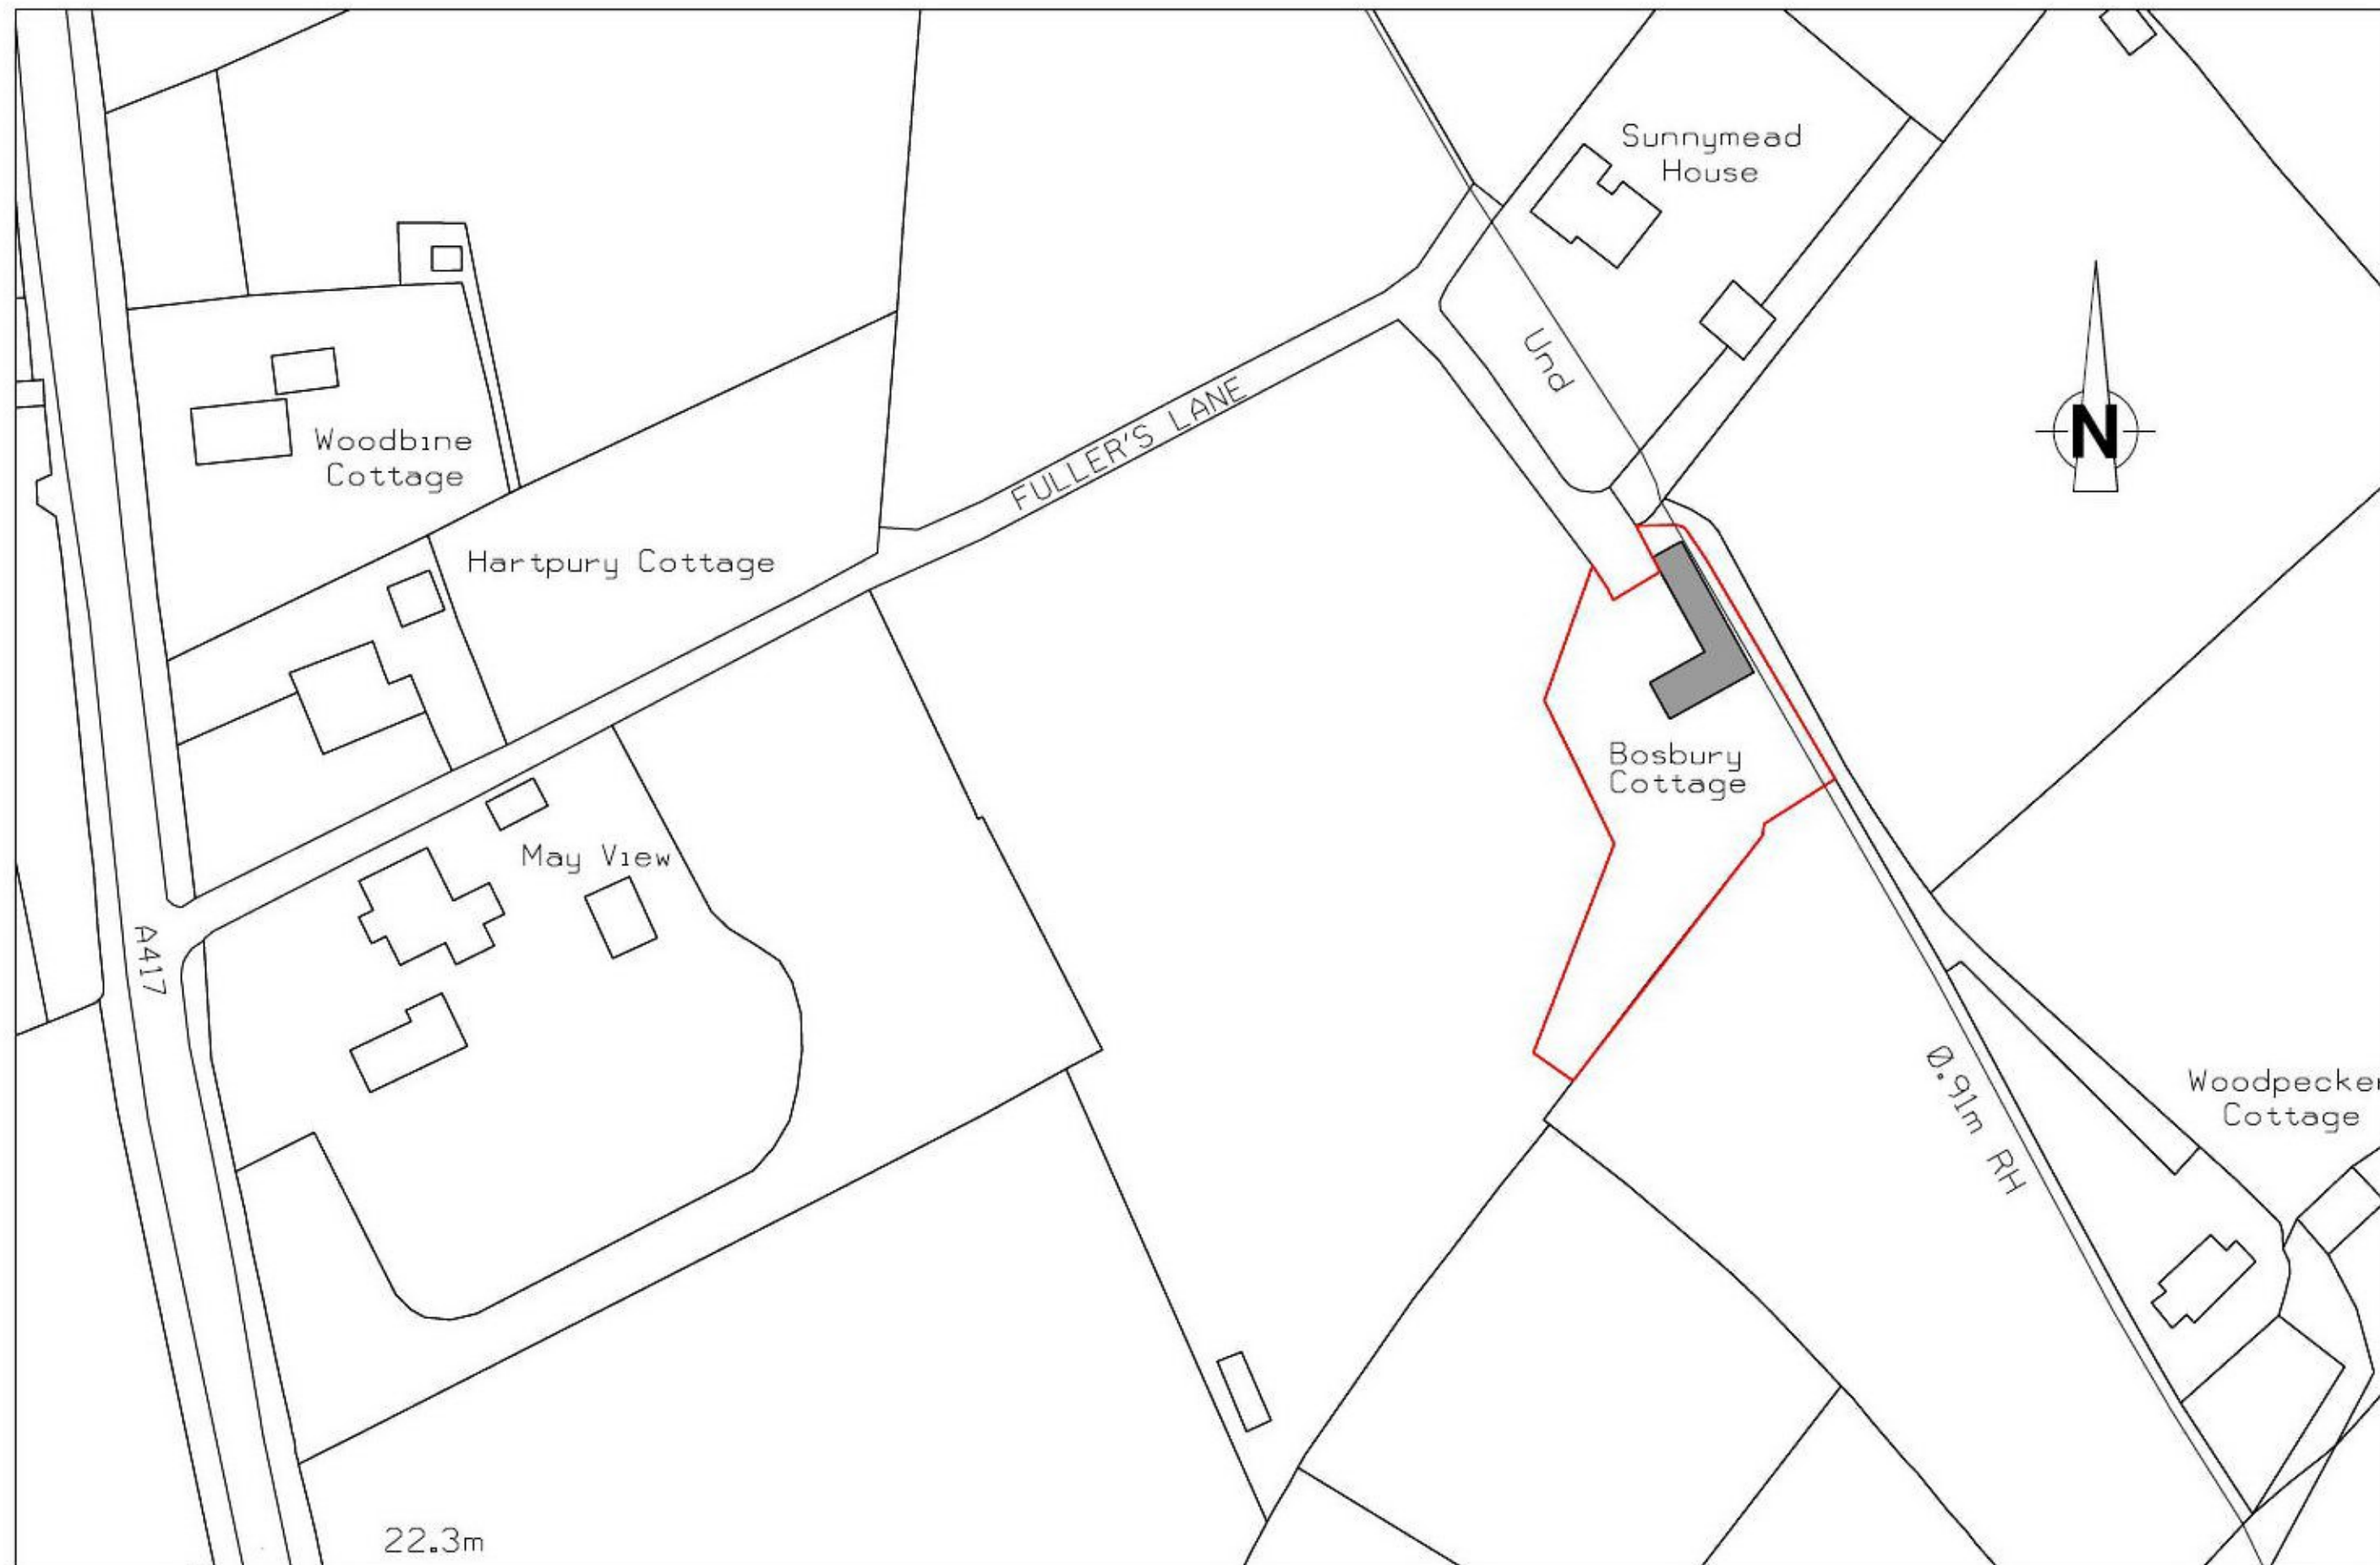 Sunnymead
House
Und
N
Woodbine
Cottage
FULLER'S LANE
Hartpury Cottage
Bosbury
Cottage
May View
A417
0.91m RH
Woodpecker
Cottage
22.3m